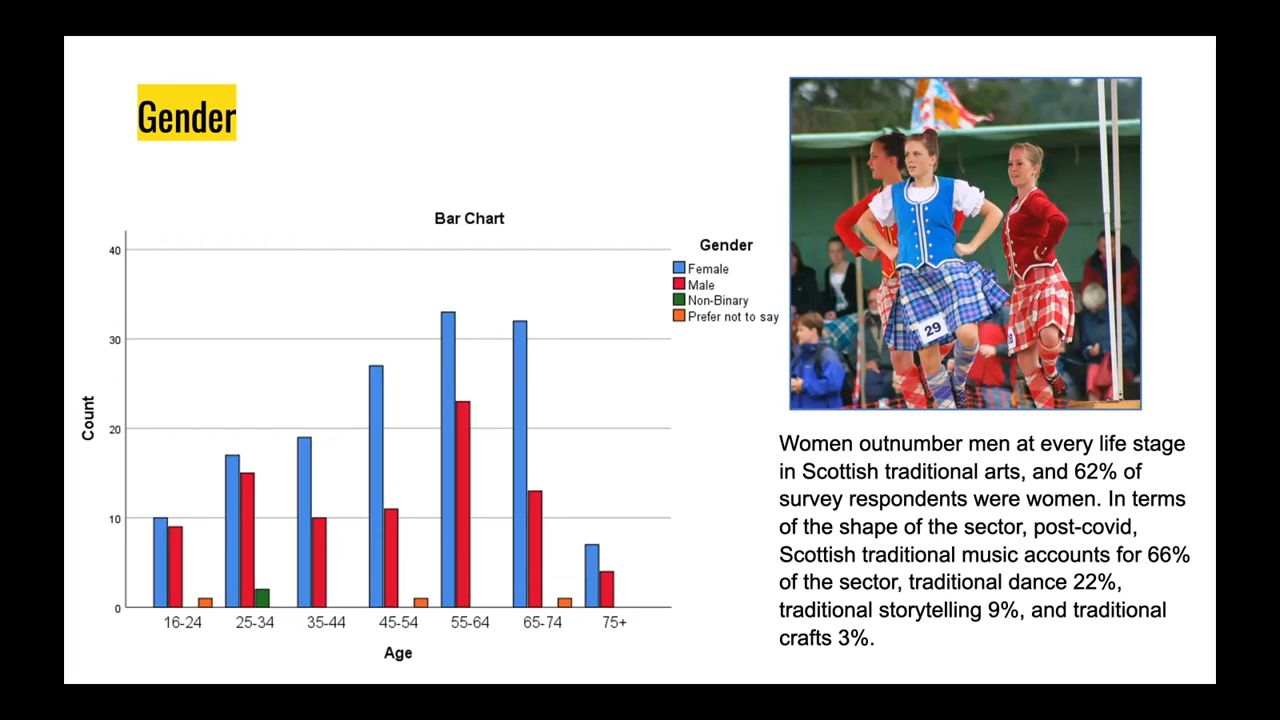 Gender
Bar Chart
Count
40
30
20
10
0
16-24 25-34 35-44 45-54 55-64 65-74 75+
Age
Gender
Female
Male
Non-Binary
Prefer not to say
29
Women outnumber men at every life stage
in Scottish traditional arts, and 62% of
survey respondents were women. In terms
of the shape of the sector, post-covid,
Scottish traditional music accounts for 66%
of the sector, traditional dance 22%,
traditional storytelling 9%, and traditional
crafts 3%.